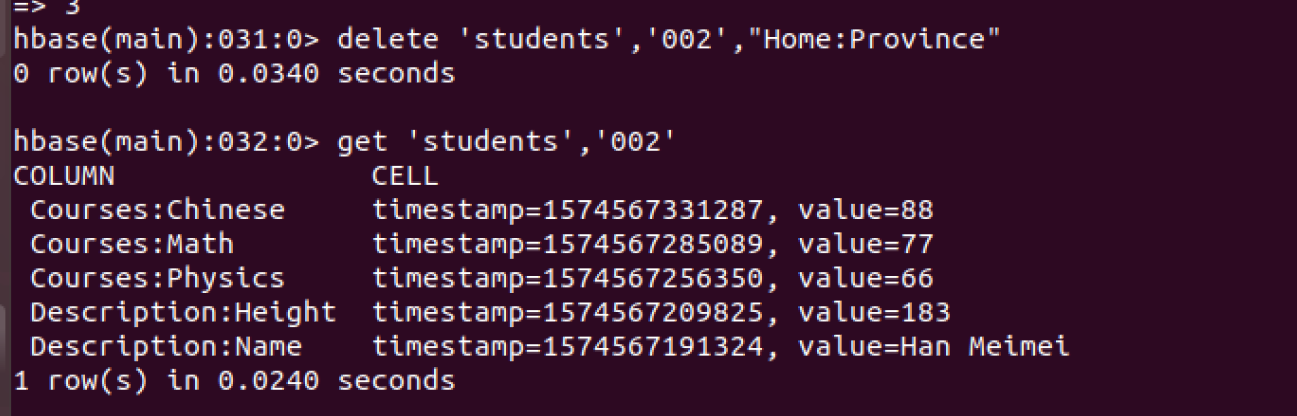 => 3
hbase(main):031:0> delete 'students','002',"Home:Province"
0 row(s) in 0.0340 seconds
hbase(main):032:0> get 'students','002'
COLUMN CELL
Courses:Chinese timestamp=1574567331287, value=88
Courses:Math timestamp=1574567285089, value=77
Courses:Physics timestamp=1574567256350, value=66
Description:Height timestamp=1574567209825, value=183
Description:Name timestamp=1574567191324, value=Han Meimei
1 row(s) in 0.0240 seconds